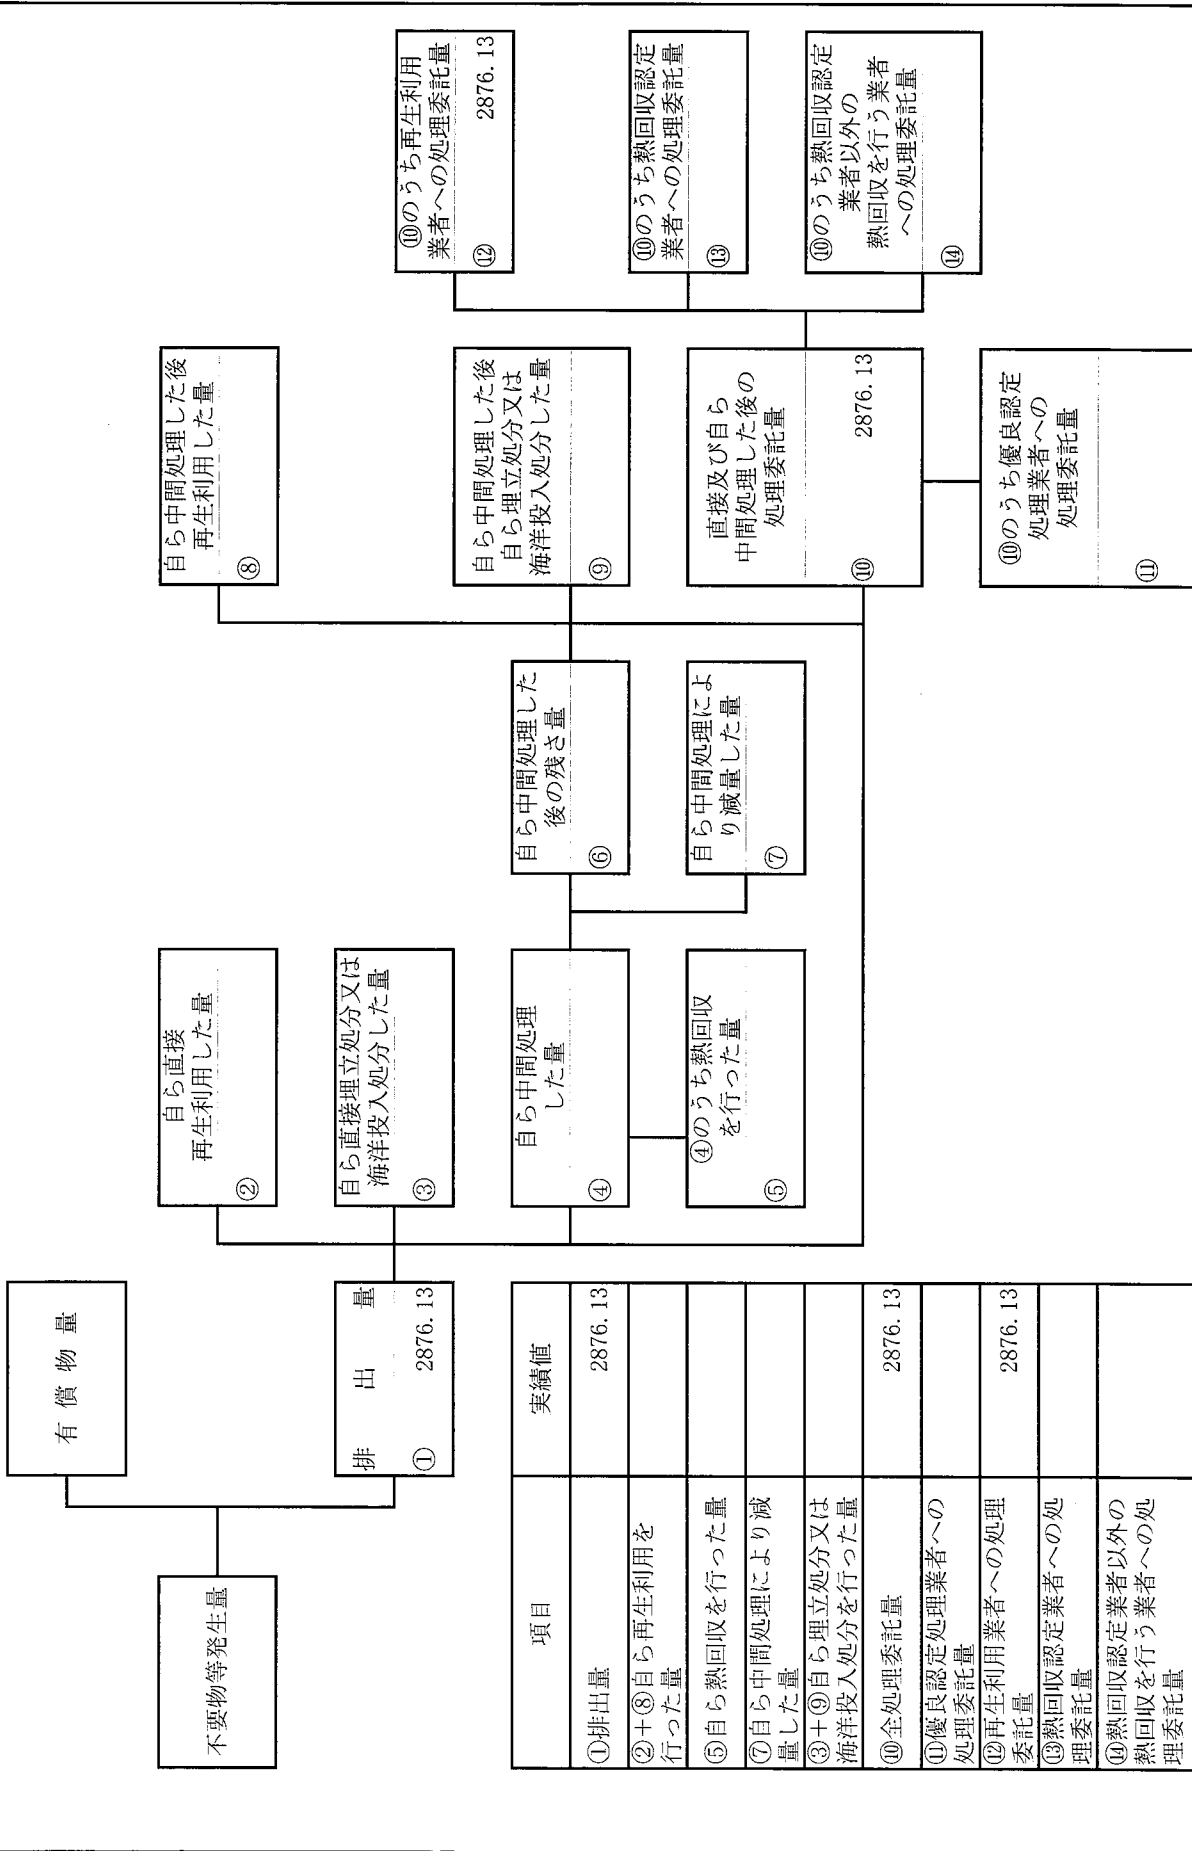 不要物等発生量
有償物量
排出量
① 2876.13
自ら直接
再生利用した量
②
自ら直接埋立処分又は
海洋投入処分した量
③
自ら中間処理
した量
④
④のうち熱回収
を行った量
⑤
自ら中間処理した
後の残さ量
⑥
自ら中間処理によ
り減量した量
⑦
自ら中間処理した後
再生利用した量
⑧
自ら中間処理した後
自ら埋立処分又は
海洋投入処分した量
⑨
直接及び自ら
中間処理した後の
処理委託量
⑩ 2876.13
⑩のうち優良認定
処理業者への
処理委託量
⑪
⑩のうち再生利用
業者への処理委託量
⑫ 2876.13
⑩のうち熱回収認定
業者への処理委託量
⑬
⑩のうち熱回収認定
業者以外の
熱回収を行う業者
への処理委託量
⑭
項目 実績値
①排出量 2876.13
②+⑧自ら再生利用を
行った量
⑤自ら熱回収を行った量
⑦自ら中間処理により減
量した量
③+⑨自ら埋立処分又は
海洋投入処分を行った量
⑩全処理委託量 2876.13
⑪優良認定処理業者への
処理委託量
⑫再生利用業者への処理
委託量 2876.13
⑬熱回収認定業者への処
理委託量
⑭熱回収認定業者以外の
熱回収を行う業者への処
理委託量